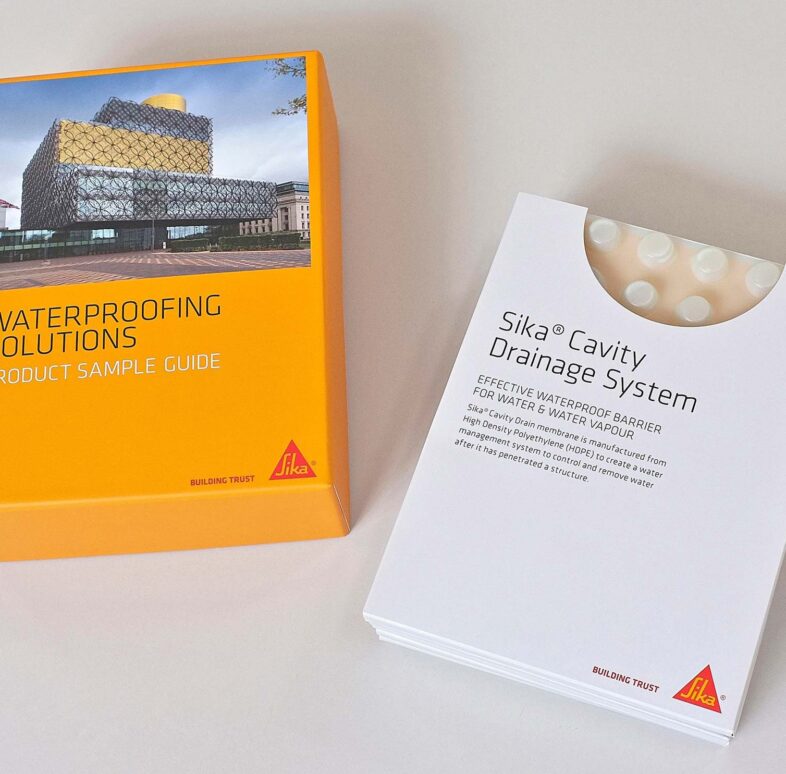 WATERPROOFING
SOLUTIONS
PRODUCT SAMPLE GUIDE
BUILDING TRUST
Sika®
Sika® Cavity
Drainage System
EFFECTIVE WATERPROOF BARRIER
FOR WATER & WATER VAPOUR
Sika® Cavity Drain membrane is manufactured from
High Density Polyethylene (HDPE) to create a water
management system to control and remove water
after it has penetrated a structure.
BUILDING TRUST
Sika®